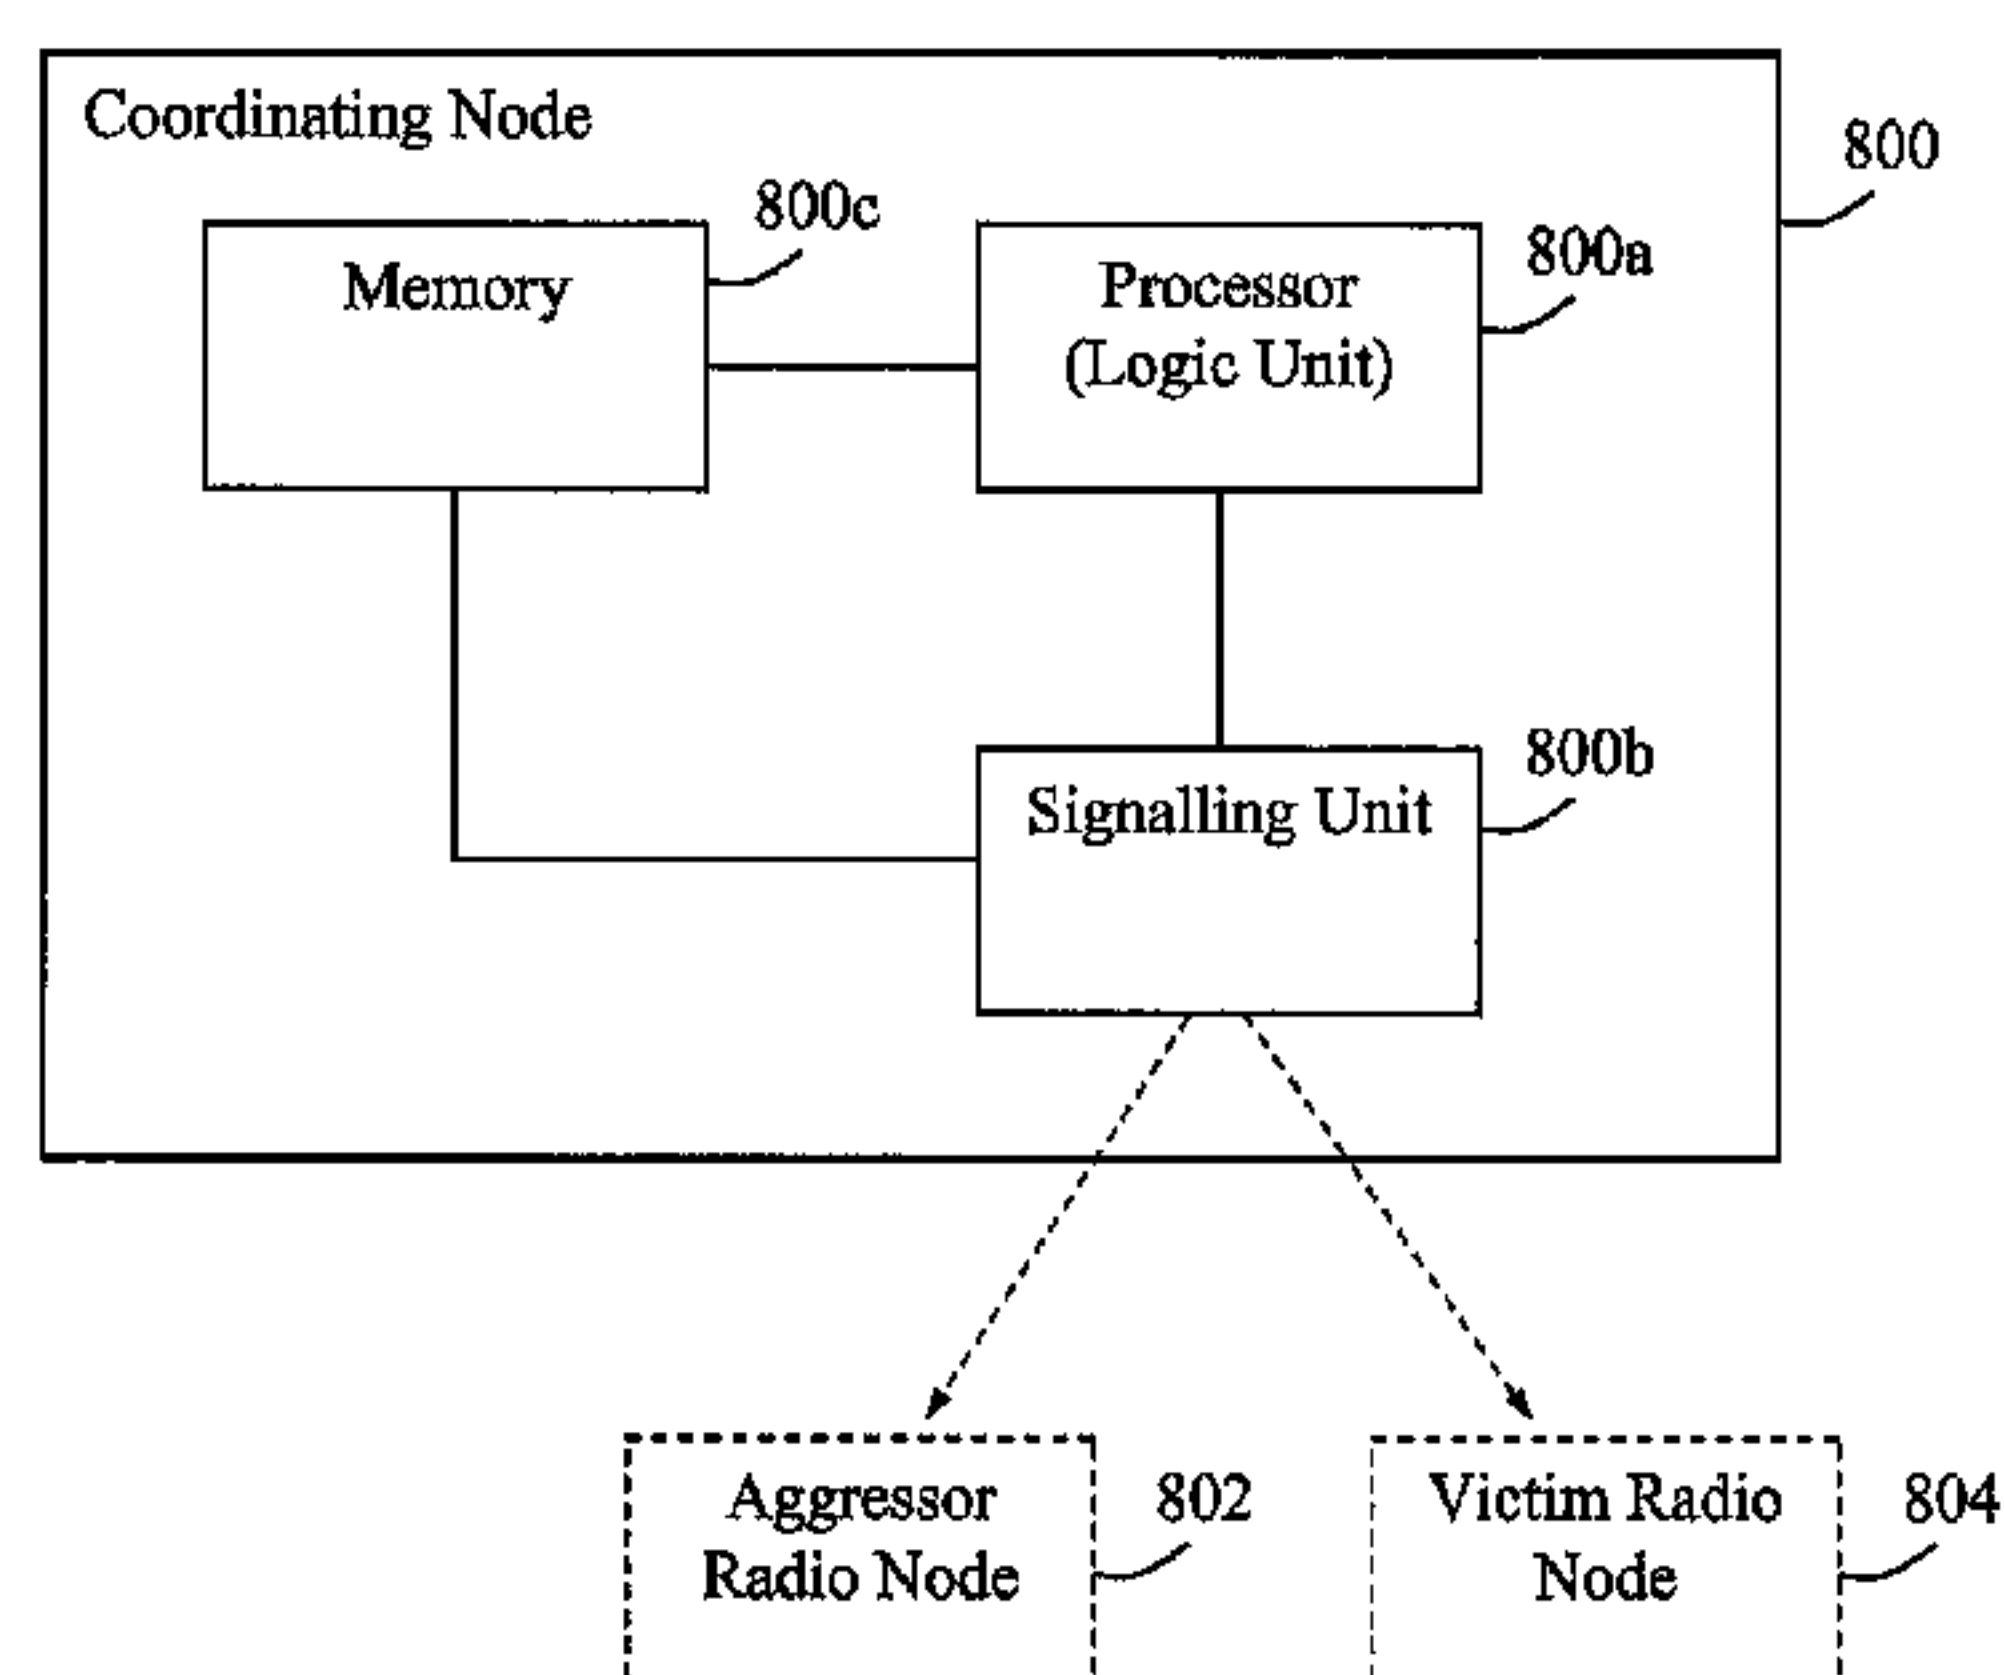 Coordinating Node
800
800c
Memory
800a
Processor
(Logic Unit)
800b
Signalling Unit
Aggressor
Radio Node
802
Victim Radio
Node
804